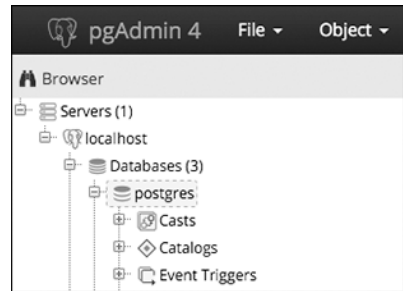 pgAdmin 4 File Object
Browser
Servers (1)
localhost
Databases (3)
postgres
Casts
Catalogs
Event Triggers